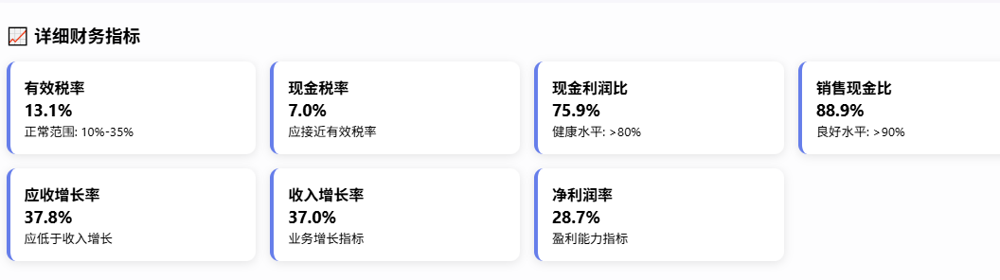 📈 详细财务指标
有效税率
13.1%
正常范围: 10%-35%
现金税率
7.0%
应接近有效税率
现金利润比
75.9%
健康水平: >80%
销售现金比
88.9%
良好水平: >90%
应收增长率
37.8%
应低于收入增长
收入增长率
37.0%
业务增长指标
净利润率
28.7%
盈利能力指标